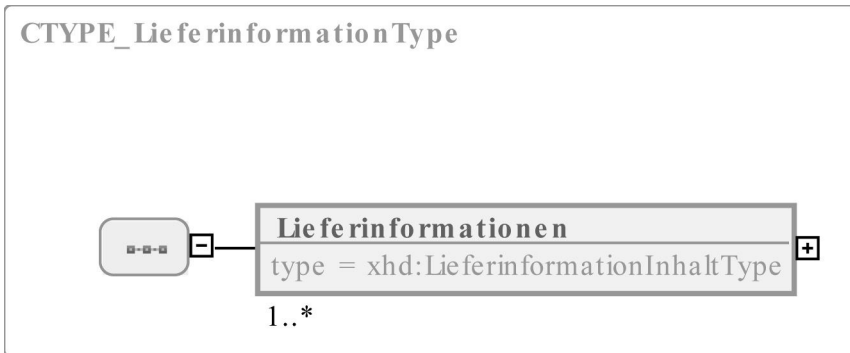 CTYPE_LieferinformationType
Lieferinformationen
type = xhd:LieferinformationInhaltType
1..*